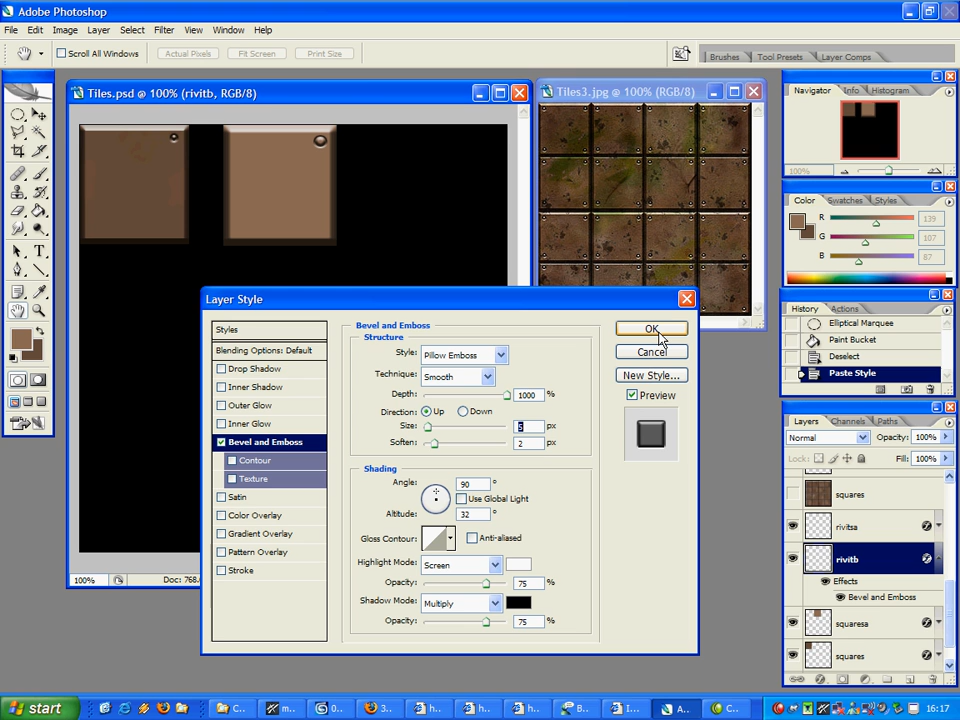 Adobe Photoshop
File Edit Image Layer Select Filter View Window Help
Scroll All Windows Actual Pixels Fit Screen Print Size Brushes Tool Presets Layer Comps
Tiles.psd @ 100% (rivitb, RGB/8)
Tiles3.jpg @ 100% (RGB/8)
Navigator Info Histogram
100%
Color Swatches Styles
R 139
G 107
B 87
History Actions
Elliptical Marquee
Paint Bucket
Deselect
Paste Style
Layers Channels Paths
Normal Opacity: 100%
Lock: Fill: 100%
squares
rivitsa
rivitb
Effects
Bevel and Emboss
squaresa
squares
100% Doc: 768.
Layer Style
Styles
Blending Options: Default
Drop Shadow
Inner Shadow
Outer Glow
Inner Glow
Bevel and Emboss
Contour
Texture
Satin
Color Overlay
Gradient Overlay
Pattern Overlay
Stroke
Bevel and Emboss
Structure
Style: Pillow Emboss
Technique: Smooth
Depth: 1000 %
Direction: Up Down
Size: 5 px
Soften: 2 px
Shading
Angle: 90 °
Use Global Light
Altitude: 32 °
Gloss Contour: Anti-aliased
Highlight Mode: Screen
Opacity: 75 %
Shadow Mode: Multiply
Opacity: 75 %
OK
Cancel
New Style...
Preview
start C... m... 0... 3... h... h... h... B... I... A... C... 16:17